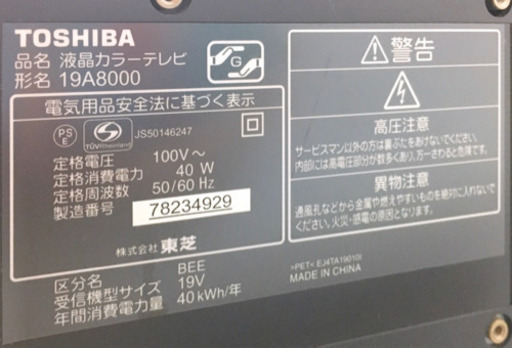 TOSHIBA
品名 液晶カラーテレビ
形名 19A8000
G
電気用品安全法に基づく表示
PS
E
TÜVRheinland
JS50146247
定格電圧 100V～
定格消費電力 40 W
定格周波数 50/60 Hz
製造番号 78234929
株式会社 東芝
区分名 BEE
受信機型サイズ 19V
年間消費電力量 40kWh/年
警告
高圧注意
サービスマン以外の方は裏ぶたをあけないでください。
内部には高電圧部分が数多くあり、万一さわると危険です。
異物注意
通風孔などから金属や燃えやすいものを絶対に入れないで
ください。火災・感電の原因になります。
>PET< EJ4TA19010I
MADE IN CHINA